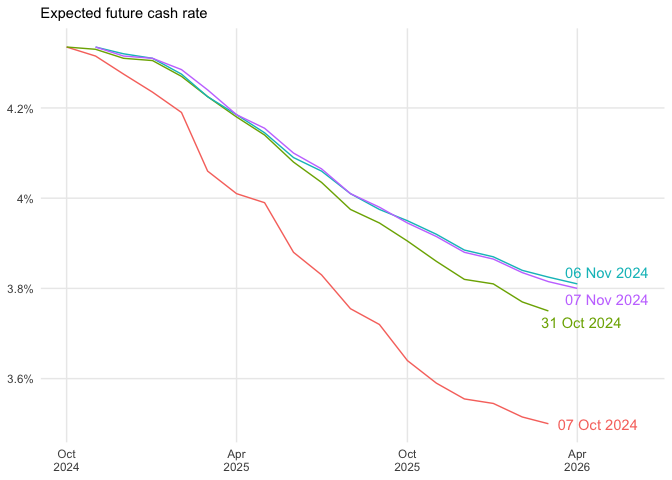 Expected future cash rate
4.2%
4%
3.8%
3.6%
06 Nov 2024
07 Nov 2024
31 Oct 2024
07 Oct 2024
Oct
2024
Apr
2025
Oct
2025
Apr
2026